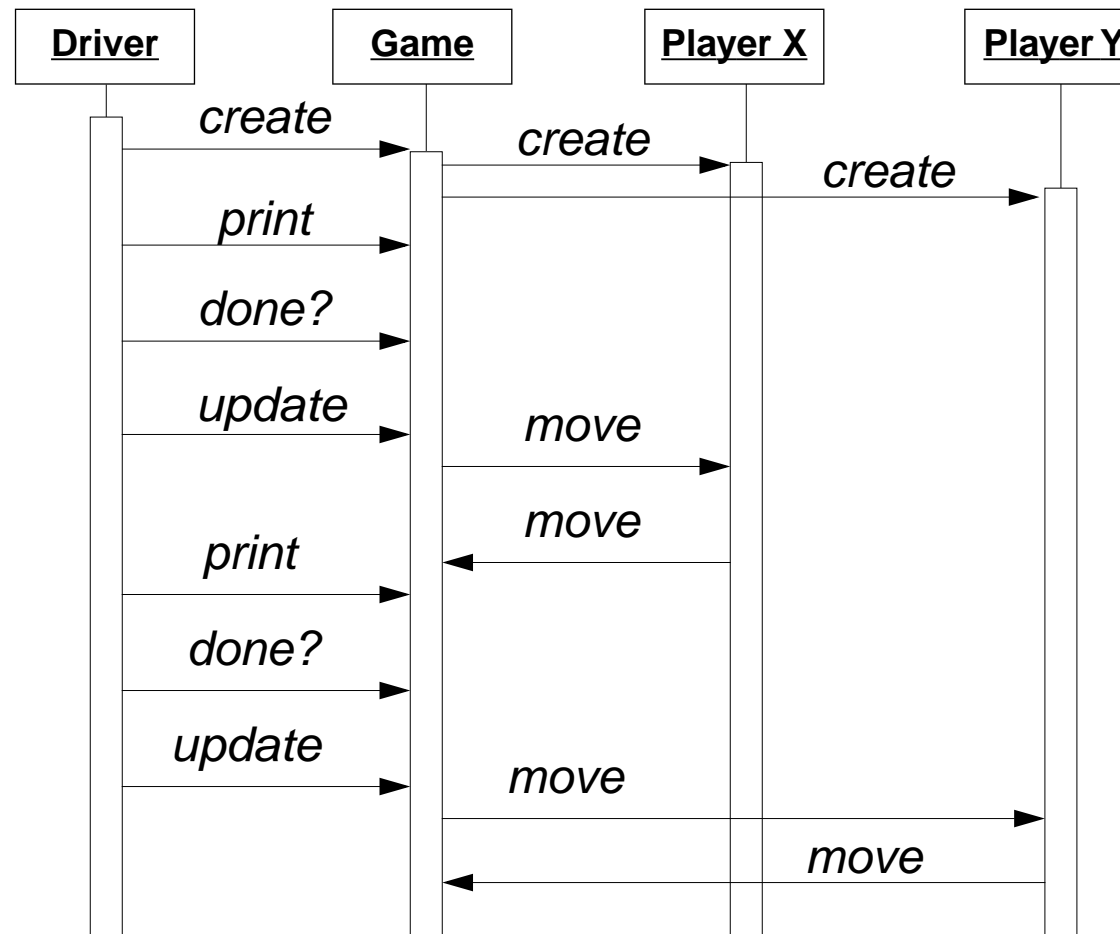 Driver
Game
Player X
Player Y
create
create
create
print
done?
update
move
move
print
done?
update
move
move